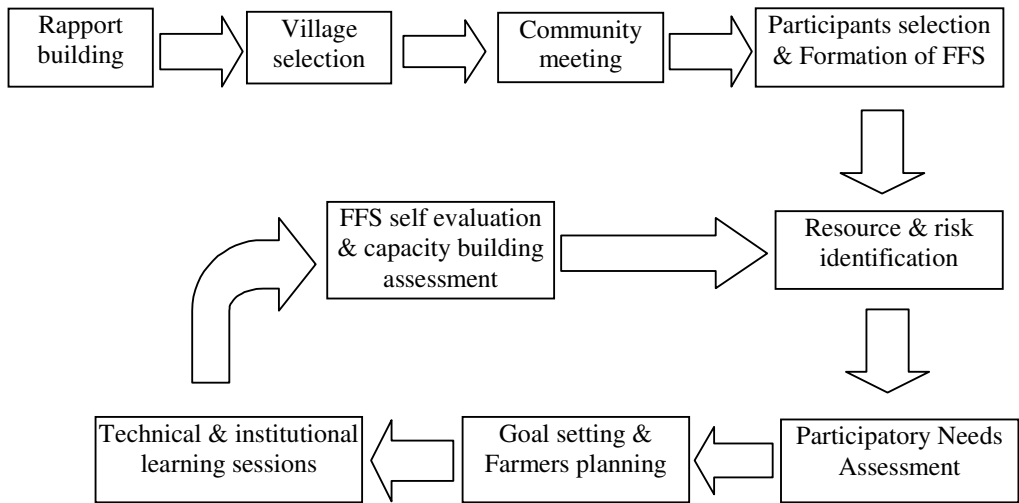 Rapport
building
Village
selection
Community
meeting
Participants selection
& Formation of FFS
FFS self evaluation
& capacity building
assessment
Resource & risk
identification
Technical & institutional
learning sessions
Goal setting &
Farmers planning
Participatory Needs
Assessment